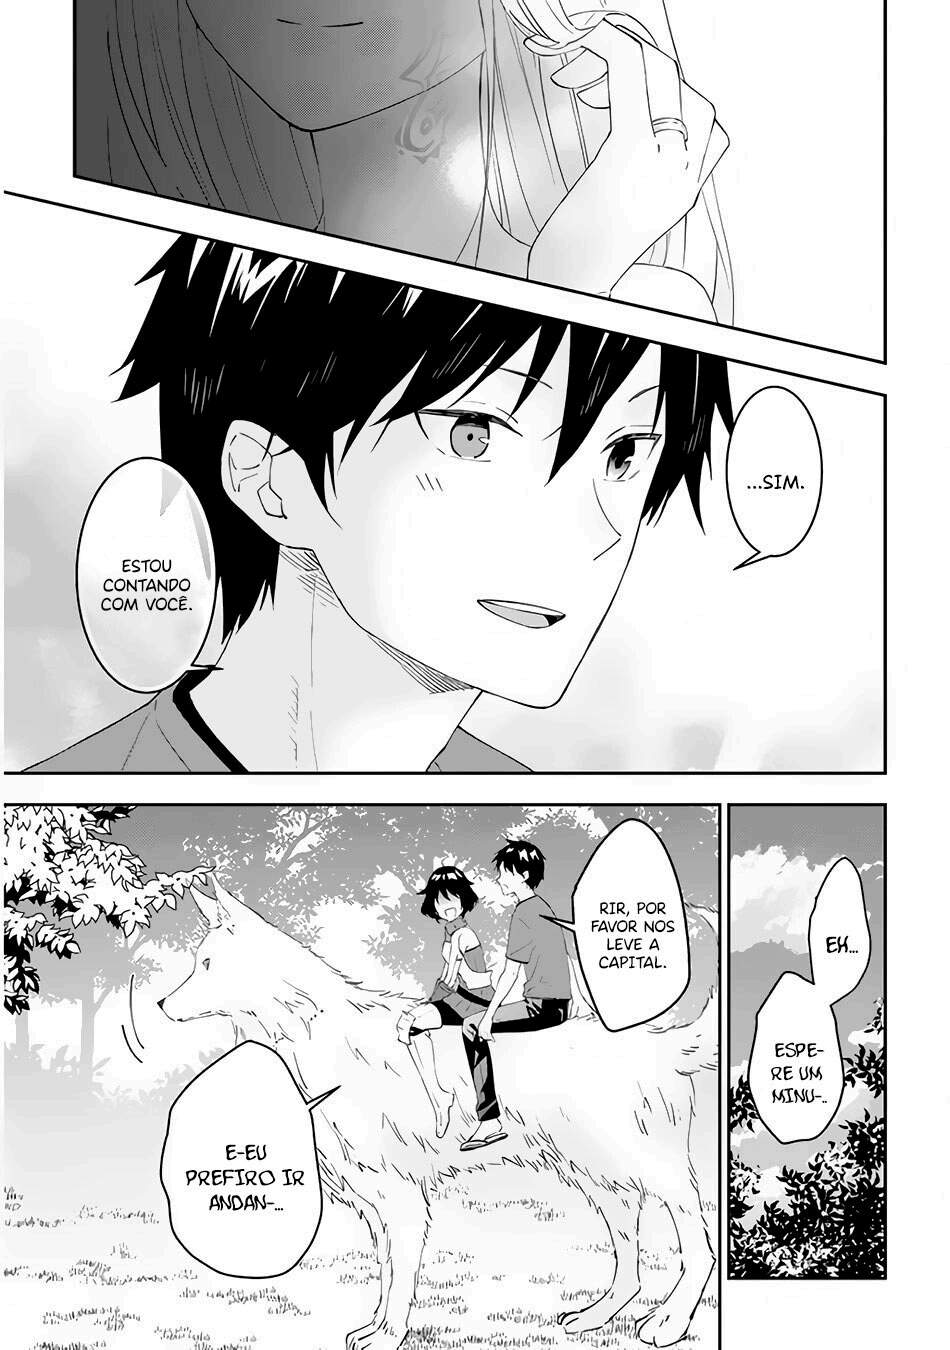 ...SIM.
ESTOU
CONTANDO
COM VOCÊ.
EH...
ESPE-
RE UM
MINU-..
RIR, POR
FAVOR NOS
LEVE A
CAPITAL.
E-EU
PREFIRO IR
ANDAN-...